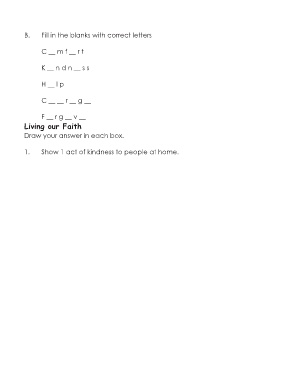 B. Fill in the blanks with correct letters
C __ m f __ r t
K __ n d n __ s s
H __ l p
C __ __ r __ g __
F __ r g __ v __
Living our Faith
Draw your answer in each box.
1. Show 1 act of kindness to people at home.